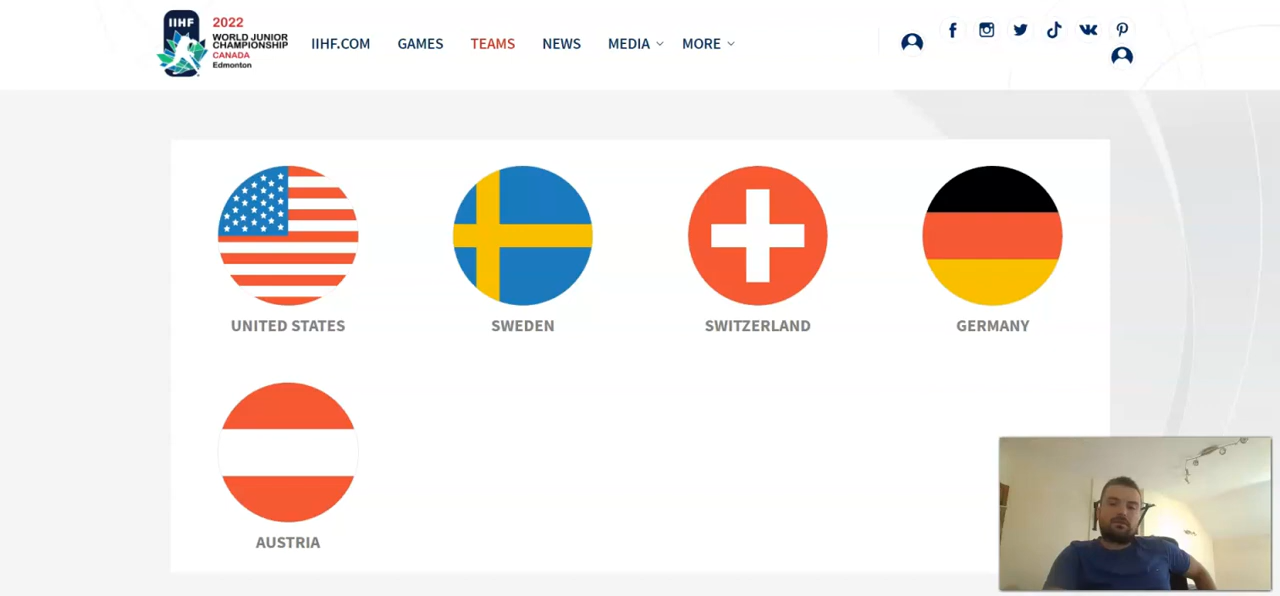 IIHF
2022
WORLD JUNIOR
CHAMPIONSHIP
CANADA
Edmonton
IIHF.COM GAMES TEAMS NEWS MEDIA MORE
UNITED STATES SWEDEN SWITZERLAND GERMANY
AUSTRIA